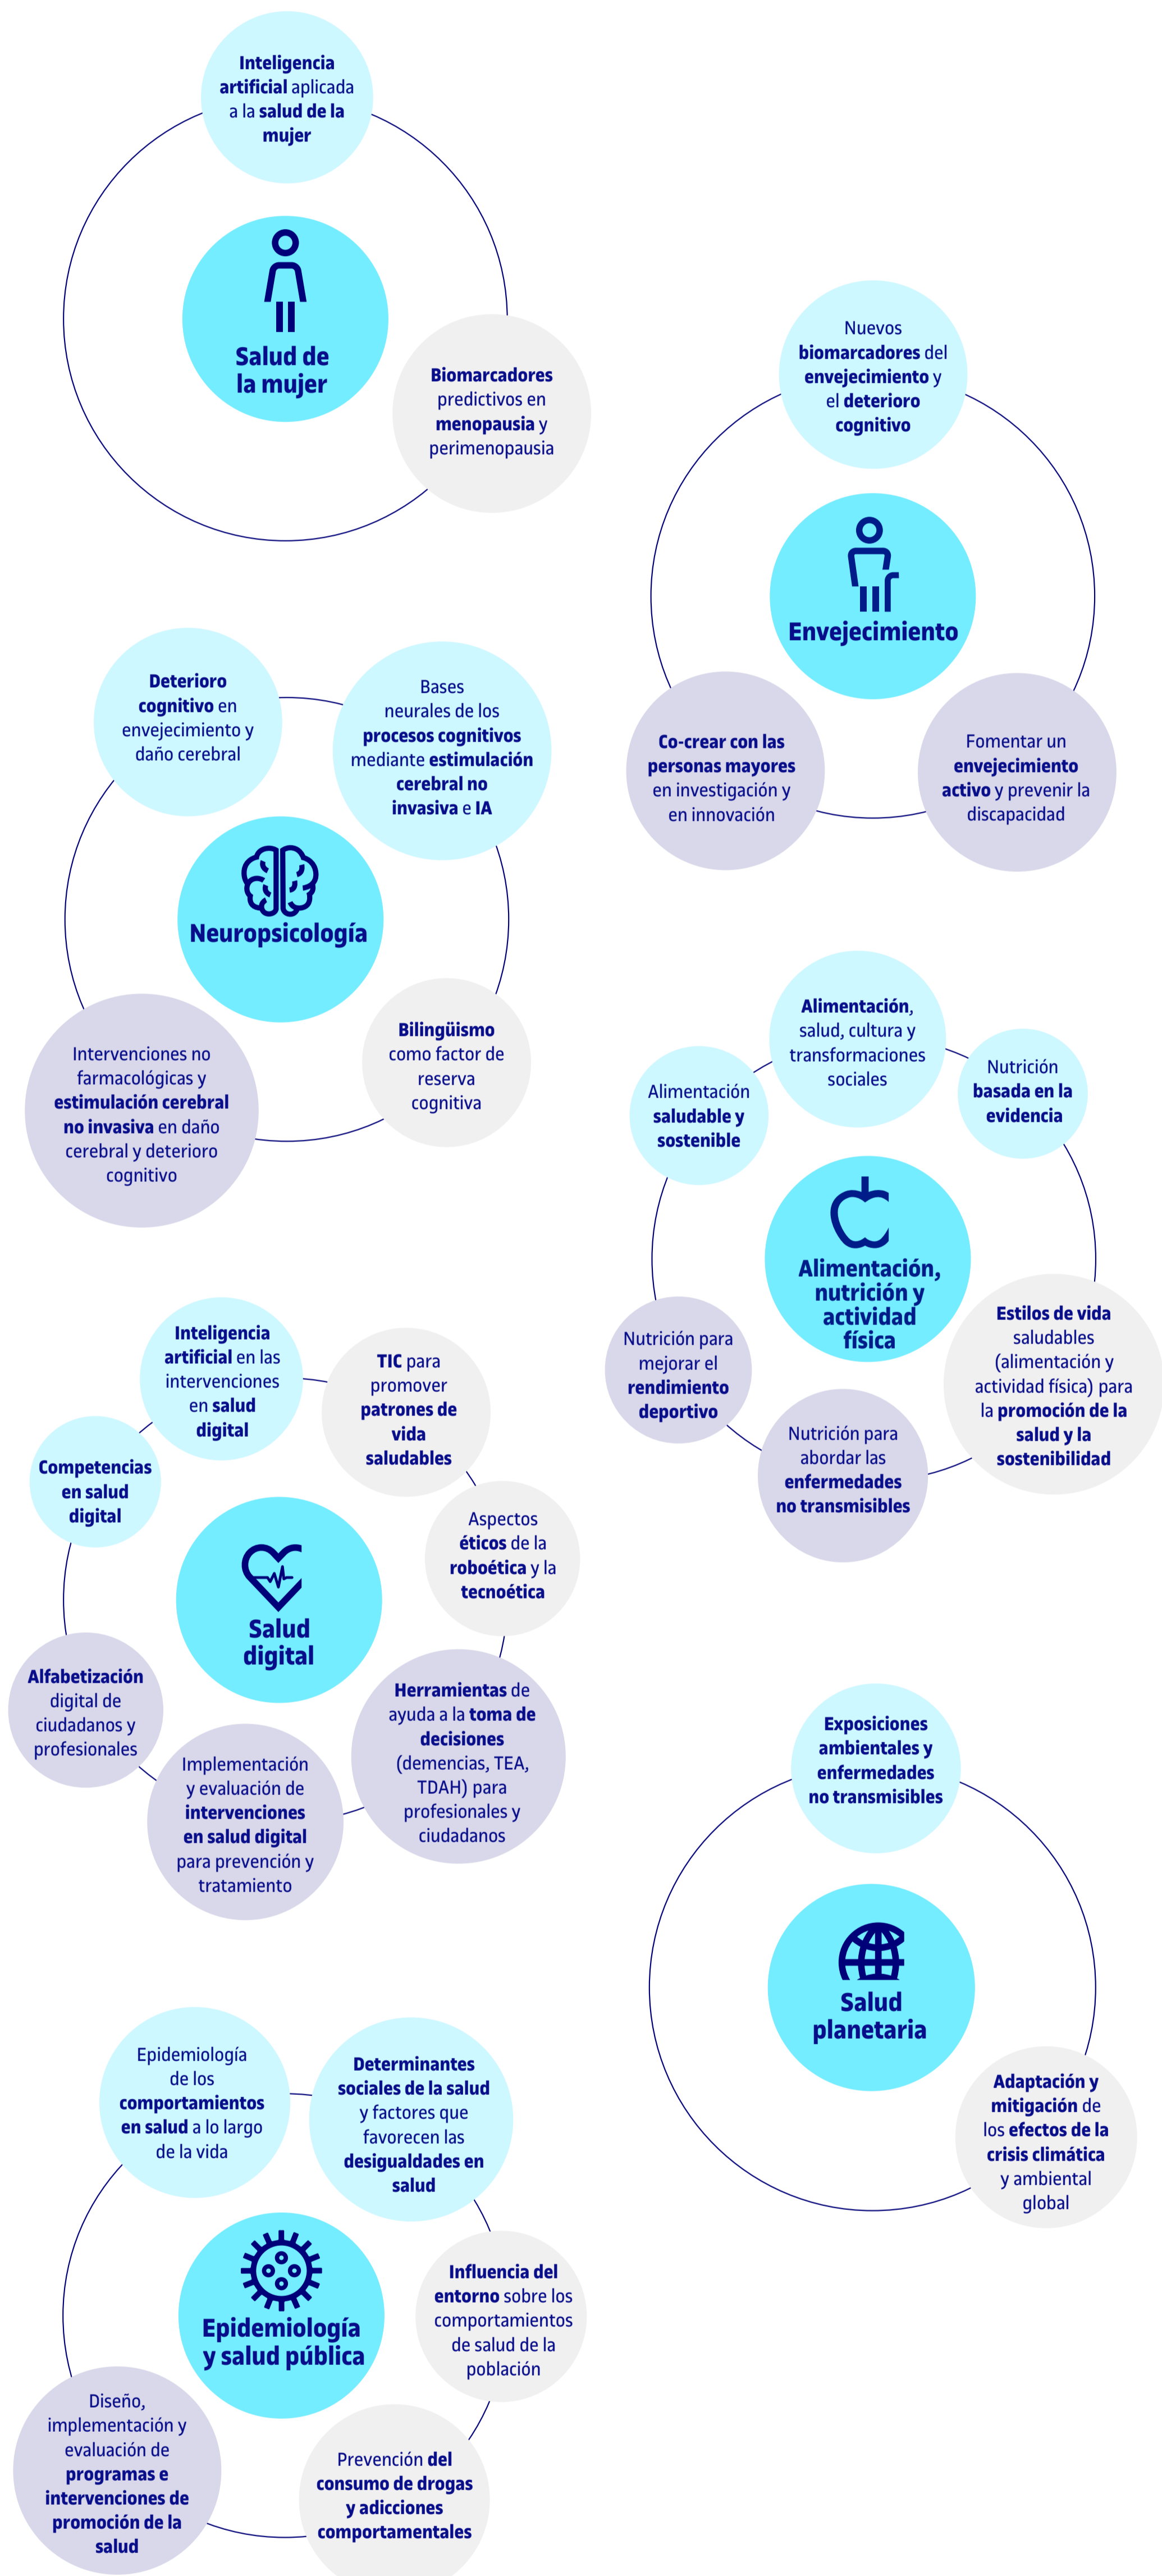 Inteligencia
artificial aplicada
a la salud de la
mujer
Salud de
la mujer
Biomarcadores
predictivos en
menopausia y
perimenopausia
Nuevos
biomarcadores del
envejecimiento y
el deterioro
cognitivo
Envejecimiento
Co-crear con las
personas mayores
en investigación y
en innovación
Fomentar un
envejecimiento
activo y prevenir la
discapacidad
Deterioro
cognitivo en
envejecimiento y
daño cerebral
Bases
neurales de los
procesos cognitivos
mediante estimulación
cerebral no
invasiva e IA
Neuropsicología
Intervenciones no
farmacológicas y
estimulación cerebral
no invasiva en daño
cerebral y deterioro
cognitivo
Bilingüismo
como factor de
reserva
cognitiva
Alimentación,
salud, cultura y
transformaciones
sociales
Alimentación
saludable y
sostenible
Nutrición
basada en la
evidencia
Alimentación,
nutrición y
actividad
física
Nutrición para
mejorar el
rendimiento
deportivo
Nutrición para
abordar las
enfermedades
no transmisibles
Estilos de vida
saludables
(alimentación y
actividad física) para
la promoción de la
salud y la
sostenibilidad
Inteligencia
artificial en las
intervenciones
en salud
digital
TIC para
promover
patrones de
vida
saludables
Competencias
en salud
digital
Aspectos
éticos de la
roboética y la
tecnoética
Salud
digital
Alfabetización
digital de
ciudadanos y
profesionales
Implementación
y evaluación de
intervenciones
en salud digital
para prevención y
tratamiento
Herramientas de
ayuda a la toma de
decisiones
(demencias, TEA,
TDAH) para
profesionales y
ciudadanos
Exposiciones
ambientales y
enfermedades
no transmisibles
Salud
planetaria
Adaptación y
mitigación de
los efectos de la
crisis climática
y ambiental
global
Epidemiología
de los
comportamientos
en salud a lo largo
de la vida
Determinantes
sociales de la salud
y factores que
favorecen las
desigualdades en
salud
Epidemiología
y salud pública
Influencia del
entorno sobre los
comportamientos
de salud de la
población
Diseño,
implementación y
evaluación de
programas e
intervenciones de
promoción de la
salud
Prevención del
consumo de drogas
y adicciones
comportamentales